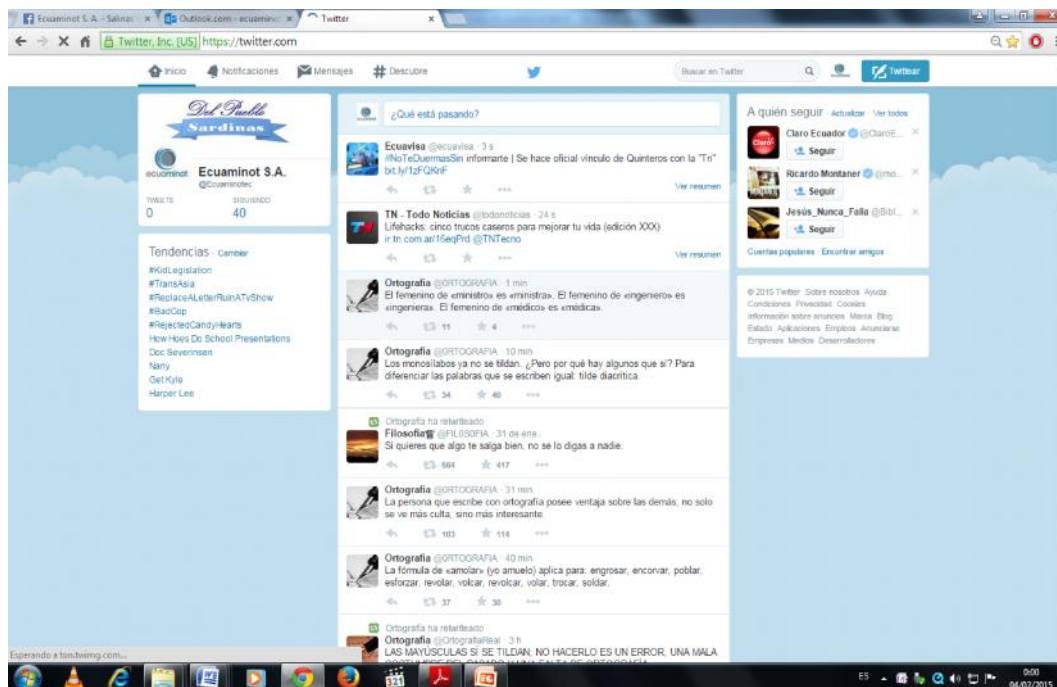 Ecuaminot S. A. - Salinas
Outlook.com - ecuaminot
Twitter
Twitter, Inc. [US] https://twitter.com
Inicio
Notificaciones
Mensajes
Descubre
Buscar en Twitter
Twittear
Del Pueblo
Sardinas
ecuaminot
Ecuaminot S.A.
@Ecuaminotec
TWEETS SIGUIENDO
0 40
Tendencias · Cambiar
#KidLegislation
#TransAsia
#ReplaceALetterRuinATvShow
#BadCop
#RejectedCandyHearts
How Hoes Do School Presentations
Doc Severinsen
Nany
Get Kyle
Harper Lee
¿Qué está pasando?
Ecuavisa @ecuavisa · 3 s
#NoTeDuermasSin informarte | Se hace oficial vínculo de Quinteros con la "Tri"
bit.ly/1zFQKnF
Ver resumen
TN - Todo Noticias @todonoticias · 24 s
Lifehacks: cinco trucos caseros para mejorar tu vida (edición XXX)
ir.tn.com.ar/16eqPrd @TNTecno
Ver resumen
Ortografía @ORTOGRAFIA · 1 min
El femenino de «ministro» es «ministra». El femenino de «ingeniero» es
«ingeniera». El femenino de «médico» es «médica».
11 4
Ortografía @ORTOGRAFIA · 10 min
Los monosílabos ya no se tildan. ¿Pero por qué hay algunos que sí? Para
diferenciar las palabras que se escriben igual: tilde diacrítica.
34 40
Ortografía ha retwitteado
Filosofía @FILOSOFIA · 31 de ene.
Si quieres que algo te salga bien, no se lo digas a nadie.
564 417
Ortografía @ORTOGRAFIA · 31 min
La persona que escribe con ortografía posee ventaja sobre las demás; no solo
se ve más culta, sino más interesante.
103 114
Ortografía @ORTOGRAFIA · 40 min
La fórmula de «amolar» (yo amuelo) aplica para: engrosar, encorvar, poblar,
esforzar, revolar, volcar, revolcar, volar, trocar, soldar.
37 30
Ortografía ha retwitteado
Ortografía @OrtografiaReal · 3 h
LAS MAYÚSCULAS SÍ SE TILDAN; NO HACERLO ES UN ERROR, UNA MALA
COSTUMBRE DEL PASADO Y UNA FALTA DE ORTOGRAFÍA
A quién seguir · Actualizar · Ver todos
Claro Ecuador @ClaroE...
Seguir
Ricardo Montaner @mo...
Seguir
Jesús_Nunca_Falla @Bibl...
Seguir
Cuentas populares · Encontrar amigos
© 2015 Twitter Sobre nosotros Ayuda
Condiciones Privacidad Cookies
Información sobre anuncios Marca Blog
Estado Aplicaciones Empleos Anunciarse
Empresas Medios Desarrolladores
Esperando a ton.twimg.com...
ES
0:00
04/02/2015